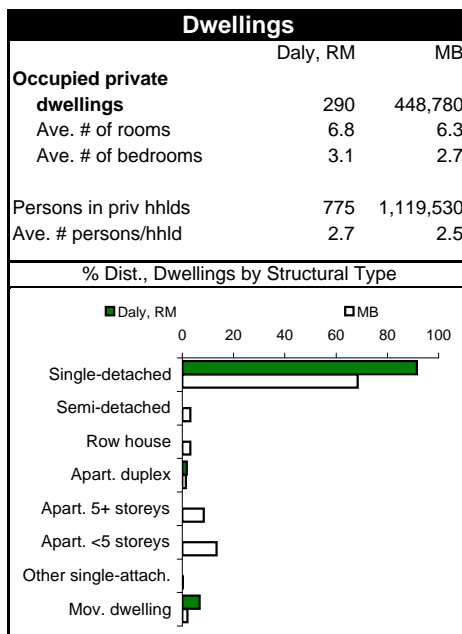 Dwellings
Daly, RM MB
Occupied private
dwellings 290 448,780
Ave. # of rooms 6.8 6.3
Ave. # of bedrooms 3.1 2.7
Persons in priv hhlds 775 1,119,530
Ave. # persons/hhld 2.7 2.5
% Dist., Dwellings by Structural Type
Daly, RM MB
0 20 40 60 80 100
Single-detached
Semi-detached
Row house
Apart. duplex
Apart. 5+ storeys
Apart. <5 storeys
Other single-attach.
Mov. dwelling